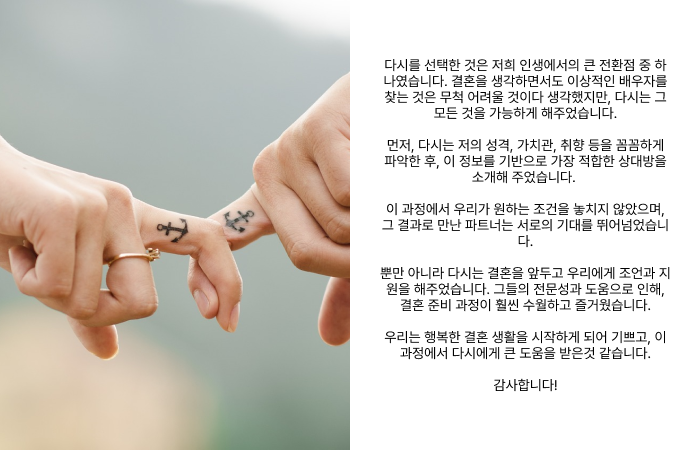 다시를 선택한 것은 저희 인생에서의 큰 전환점 중 하
나였습니다. 결혼을 생각하면서도 이상적인 배우자를
찾는 것은 무척 어려울 것이다 생각했지만, 다시는 그
모든 것을 가능하게 해주었습니다.
먼저, 다시는 저의 성격, 가치관, 취향 등을 꼼꼼하게
파악한 후, 이 정보를 기반으로 가장 적합한 상대방을
소개해 주었습니다.
이 과정에서 우리가 원하는 조건을 놓치지 않았으며,
그 결과로 만난 파트너는 서로의 기대를 뛰어넘었습니
다.
뿐만 아니라 다시는 결혼을 앞두고 우리에게 조언과 지
원을 해주었습니다. 그들의 전문성과 도움으로 인해,
결혼 준비 과정이 훨씬 수월하고 즐거웠습니다.
우리는 행복한 결혼 생활을 시작하게 되어 기쁘고, 이
과정에서 다시에게 큰 도움을 받은것 같습니다.
감사합니다!